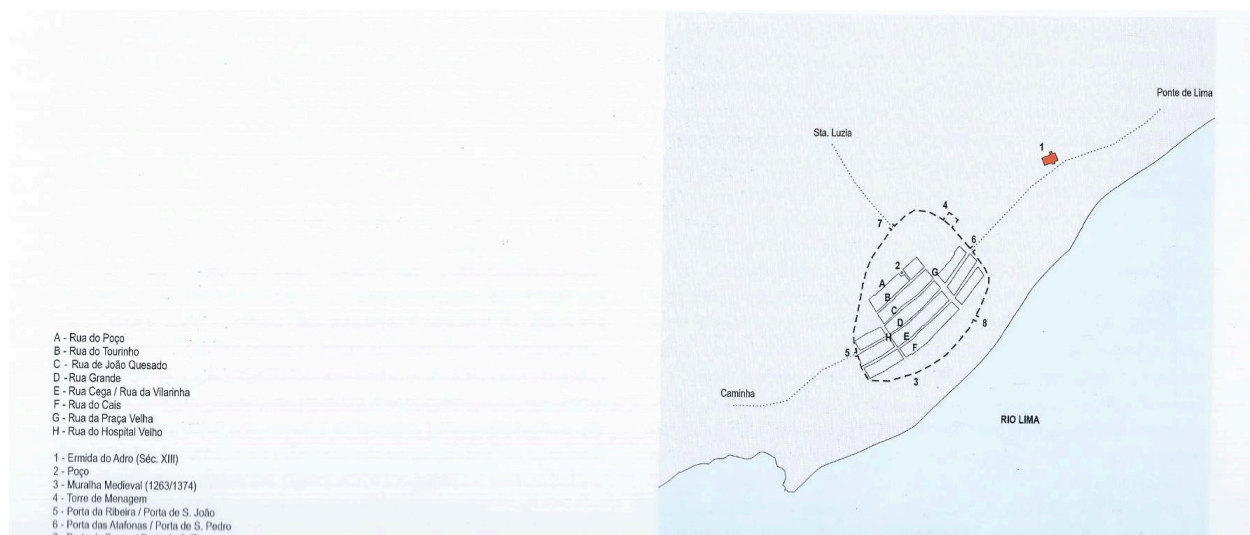 A - Rua do Poço
B - Rua do Tourinho
C - Rua de João Quesado
D - Rua Grande
E - Rua Cega / Rua da Vilarinha
F - Rua do Cais
G - Rua da Praça Velha
H - Rua do Hospital Velho
1 - Ermida do Adro (Séc. XIII)
2 - Poço
3 - Muralha Medieval (1263/1374)
4 - Torre de Menagem
5 - Porta da Ribeira / Porta de S. João
6 - Porta das Atafonas / Porta de S. Pedro
Ponte de Lima
1
Sta. Luzia
4
7
6
2
G
A
B
C
D
8
H
E
F
5
3
Caminha
RIO LIMA